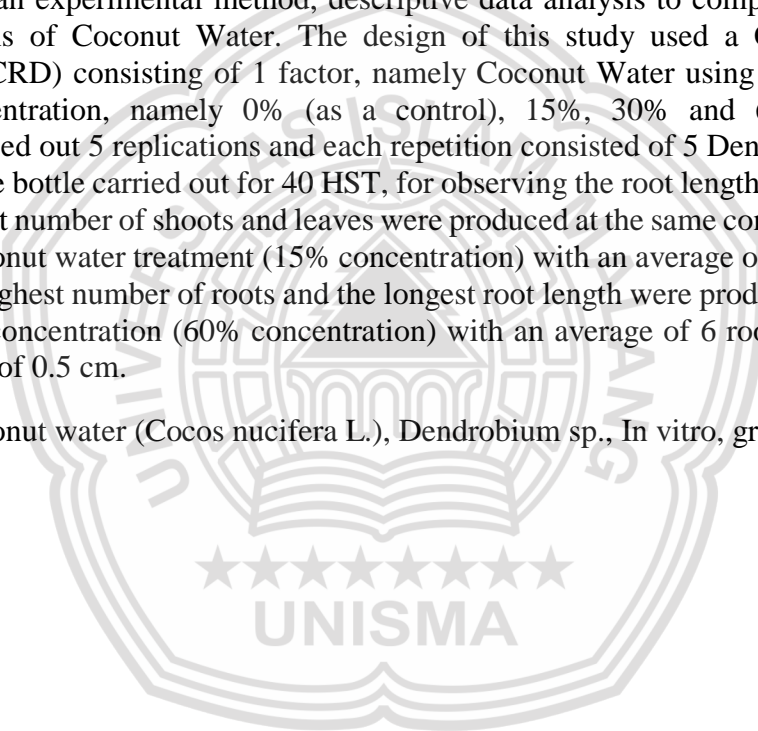 an experimental method, descriptive data analysis to comp
s of Coconut Water. The design of this study used a
CRD) consisting of 1 factor, namely Coconut Water using
entration, namely 0% (as a control), 15%, 30% and
ed out 5 replications and each repetition consisted of 5 Den
e bottle carried out for 40 HST, for observing the root length
t number of shoots and leaves were produced at the same co
onut water treatment (15% concentration) with an average o
ghest number of roots and the longest root length were prod
concentration (60% concentration) with an average of 6 roo
of 0.5 cm.
onut water (Cocos nucifera L.), Dendrobium sp., In vitro, gr
UNIVERSITAS ISLAM MALANG
UNISMA